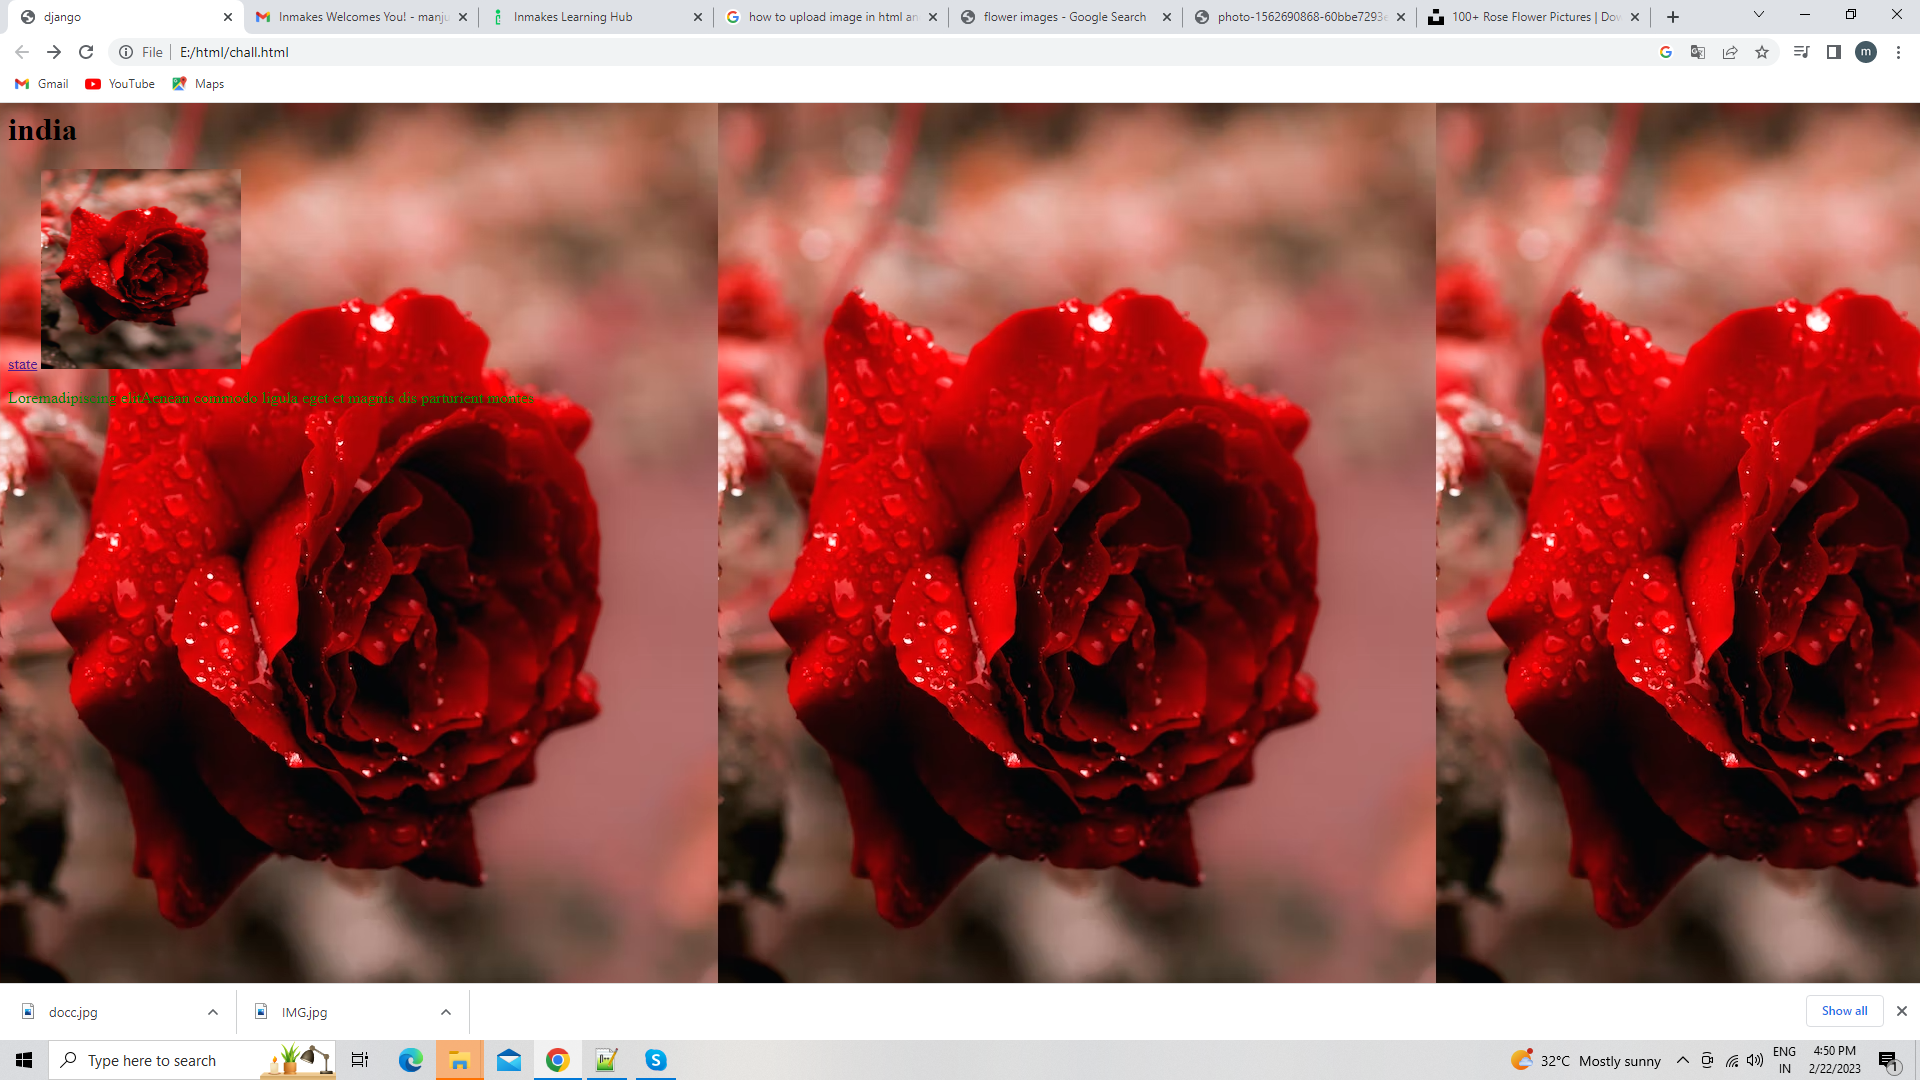 django
Inmakes Welcomes You! - manju
Inmakes Learning Hub
how to upload image in html an
flower images - Google Search
photo-1562690868-60bbe7293e
100+ Rose Flower Pictures | Dow
File
E:/html/chall.html
m
Gmail
YouTube
Maps
india
state
Loremadipiscing elitAenean commodo ligula eget et magnis dis parturient montes
docc.jpg
IMG.jpg
Show all
Type here to search
32°C Mostly sunny
ENG
IN
4:50 PM
2/22/2023
1